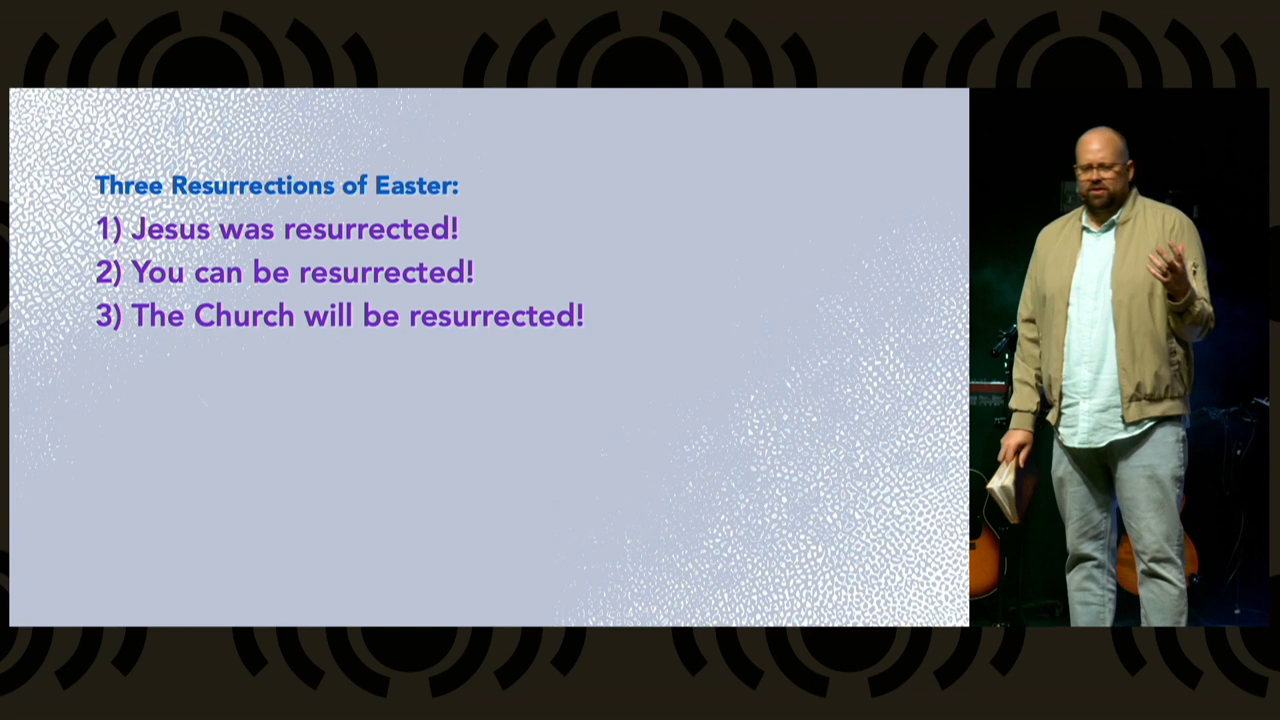 Three Resurrections of Easter:
1) Jesus was resurrected!
2) You can be resurrected!
3) The Church will be resurrected!